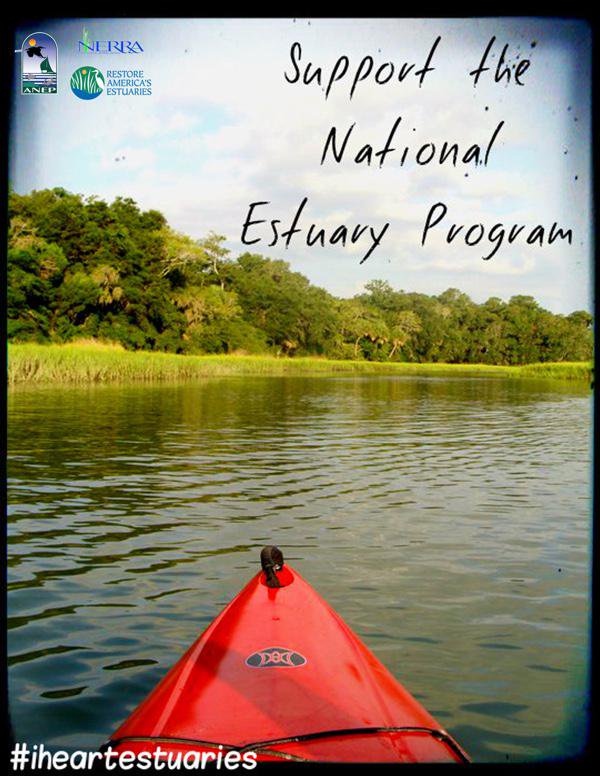 NERRA
ANEP
RESTORE
AMERICA'S
ESTUARIES
Support the
National
Estuary Program
#iheartestuaries